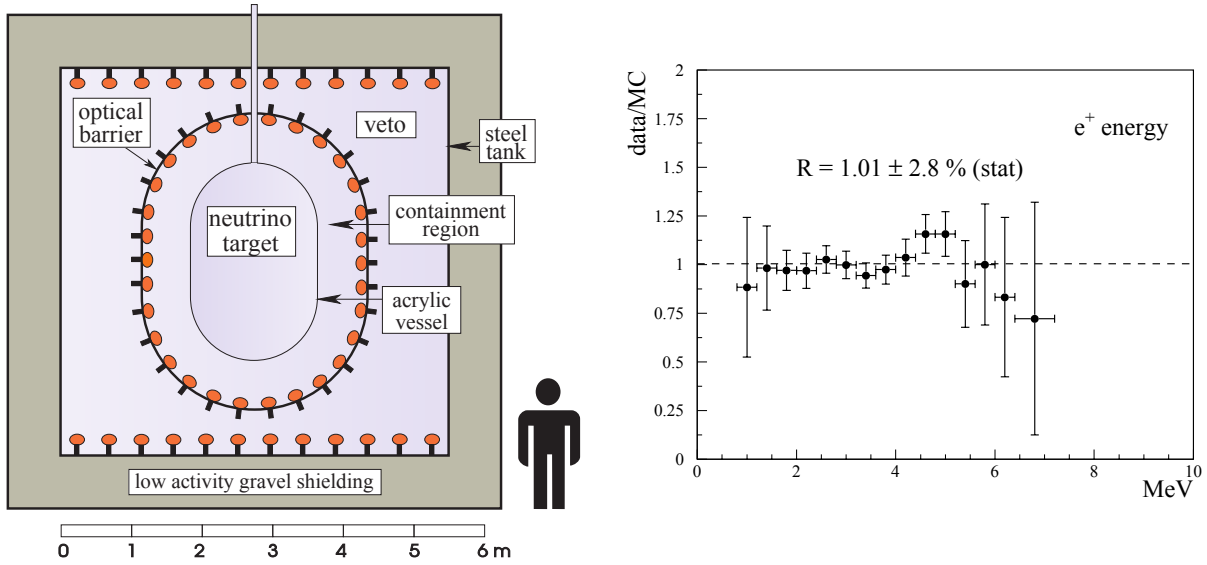 optical
barrier
veto
steel
tank
neutrino
target
containment
region
acrylic
vessel
low activity gravel shielding
0 1 2 3 4 5 6 m
data/MC
2
1.75
1.5
1.25
1
0.75
0.5
0.25
0
e+ energy
R = 1.01 ± 2.8 % (stat)
0 2 4 6 8 10
MeV